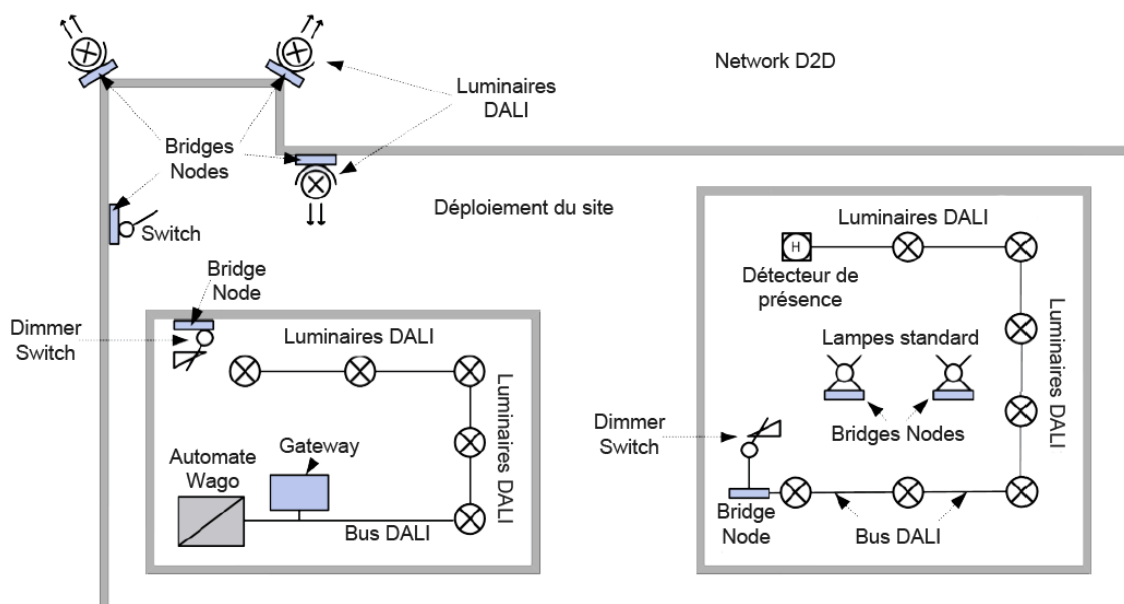 Network D2D
Luminaires
DALI
Bridges
Nodes
Déploiement du site
Switch
Bridge
Node
Dimmer
Switch
Luminaires DALI
Luminaires DALI
Gateway
Automate
Wago
Bus DALI
Luminaires DALI
H
Détecteur de
présence
Lampes standard
Luminaires DALI
Bridges Nodes
Dimmer
Switch
Bridge
Node
Bus DALI